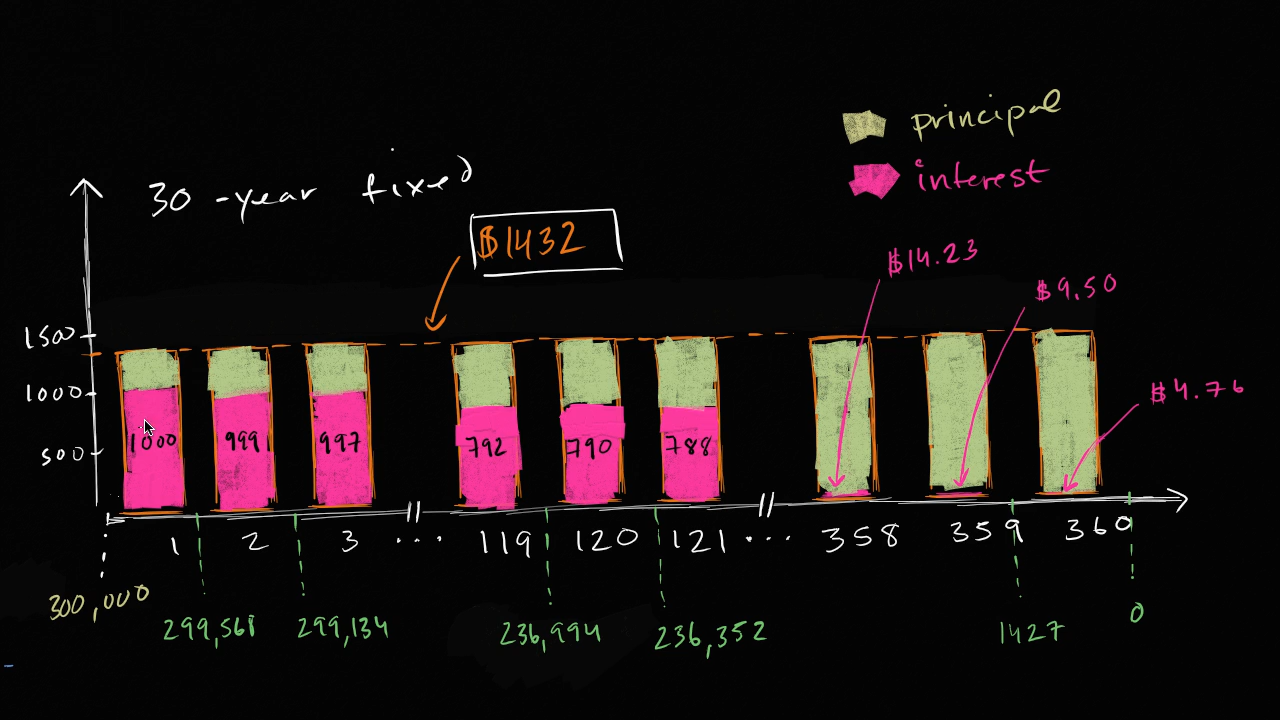 principal
interest
30-year fixed
$1432
$14.23
$9.50
$4.76
1500
1000
500
1000 999 997 792 790 788
1 2 3 ... 119 120 121 ... 358 359 360
300,000
299,568 299,134 236,994 236,352 1427 0